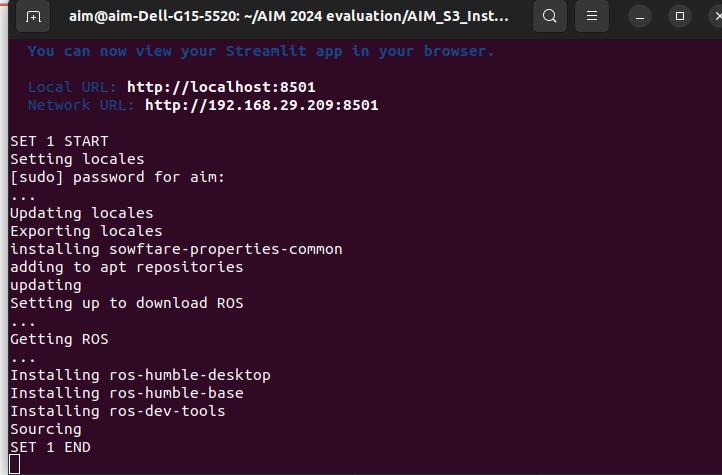 aim@aim-Dell-G15-5520: ~/AIM 2024 evaluation/AIM_S3_Inst...
You can now view your Streamlit app in your browser.
Local URL: http://localhost:8501
Network URL: http://192.168.29.209:8501
SET 1 START
Setting locales
[sudo] password for aim:
...
Updating locales
Exporting locales
installing sowftare-properties-common
adding to apt repositories
updating
Setting up to download ROS
...
Getting ROS
...
Installing ros-humble-desktop
Installing ros-humble-base
Installing ros-dev-tools
Sourcing
SET 1 END